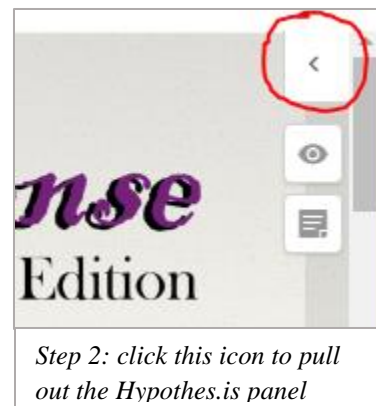 nse
Edition
Step 2: click this icon to pull
out the Hypothes.is panel